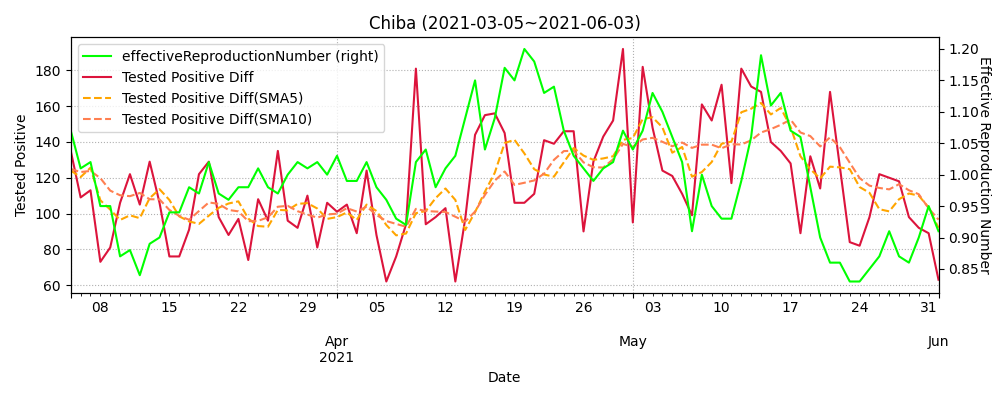 Chiba (2021-03-05~2021-06-03)
effectiveReproductionNumber (right)
Tested Positive Diff
Tested Positive Diff(SMA5)
Tested Positive Diff(SMA10)
Tested Positive
180
160
140
120
100
80
60
1.20
1.15
1.10
1.05
1.00
0.95
0.90
0.85
Effective Reproduction Number
08 15 22 29 05 12 19 26 03 10 17 24 31
Apr May Jun
2021
Date